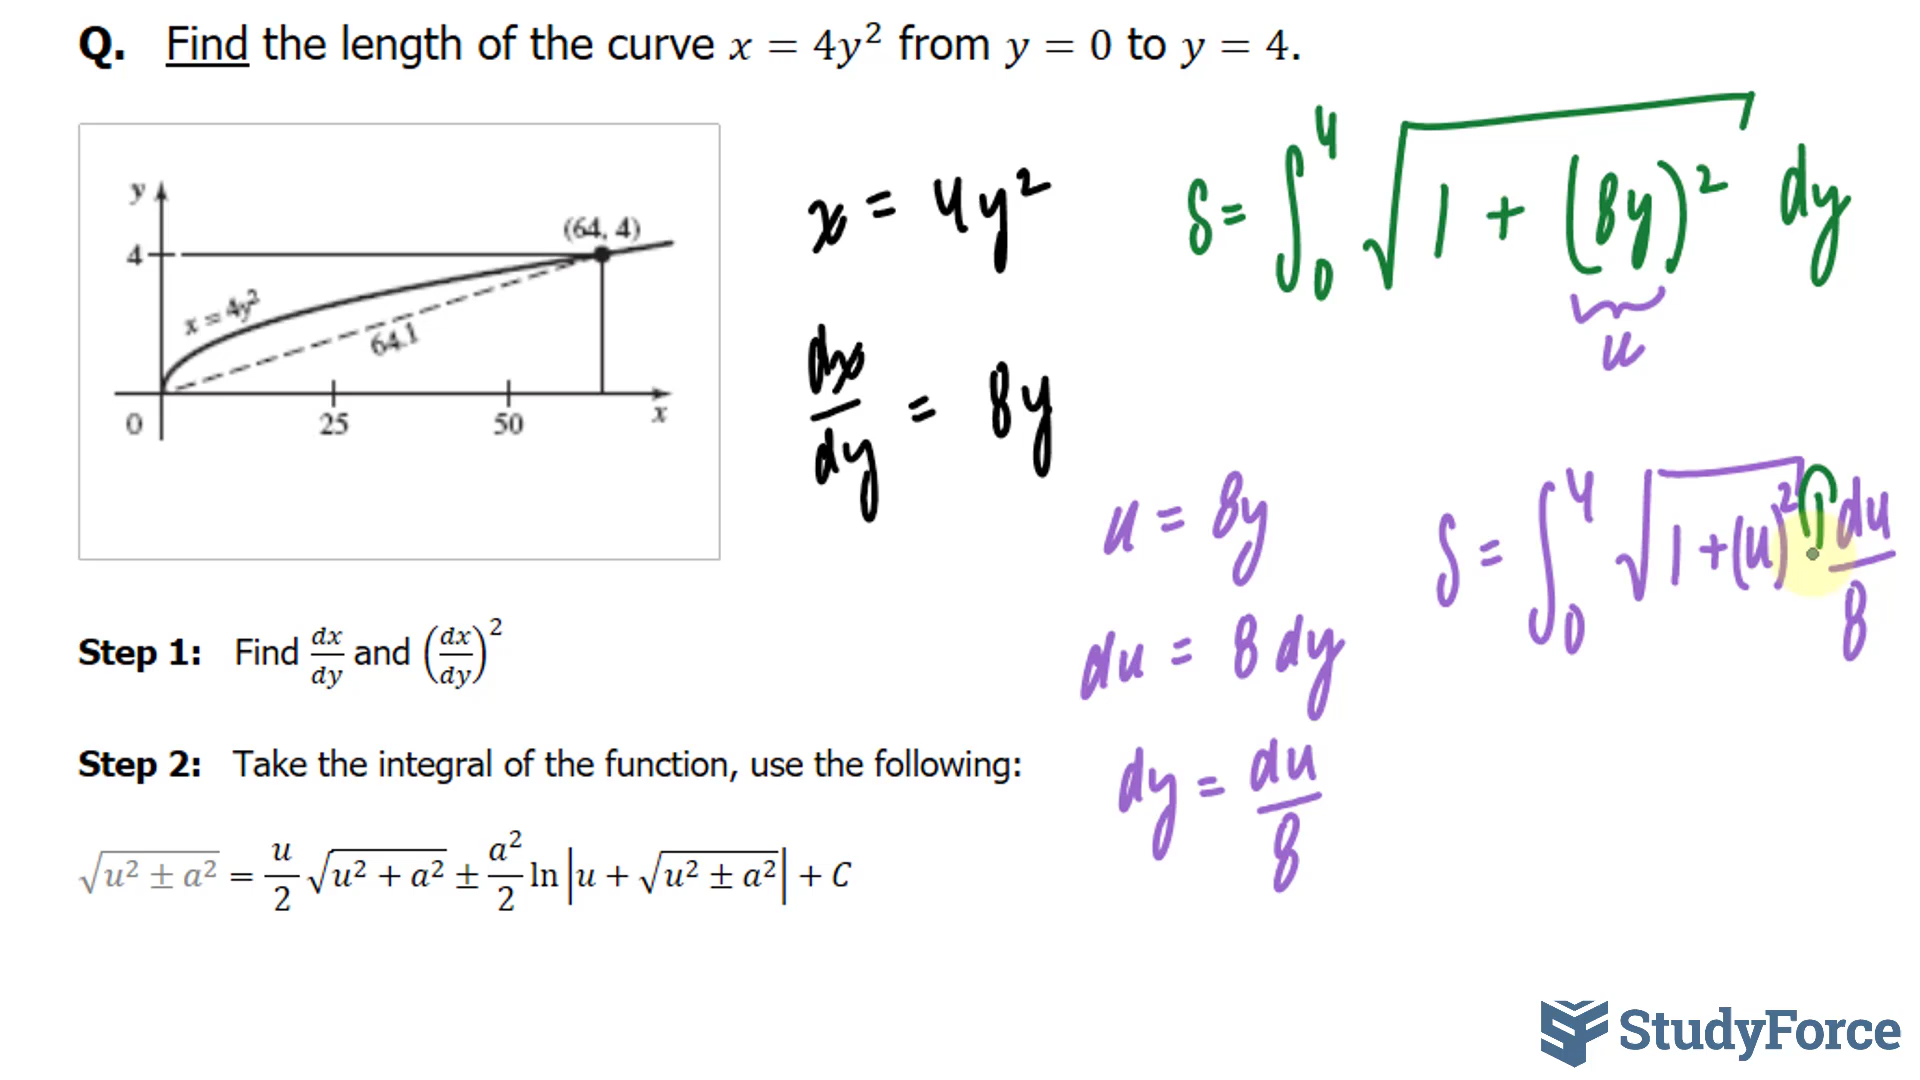 Q. Find the length of the curve x = 4y² from y = 0 to y = 4.
y
4
(64, 4)
x = 4y²
64.1
0
25
50
x
x = 4y²
dx/dy = 8y
S = ∫₀⁴ √(1 + (8y)²) dy
u
u = 8y
du = 8 dy
dy = du/8
S = ∫₀⁴ √(1 + (u)²) du/8
Step 1: Find dx/dy and (dx/dy)²
Step 2: Take the integral of the function, use the following:
√(u² ± a²) = u/2 √(u² + a²) ± a²/2 ln |u + √(u² ± a²)| + C
StudyForce